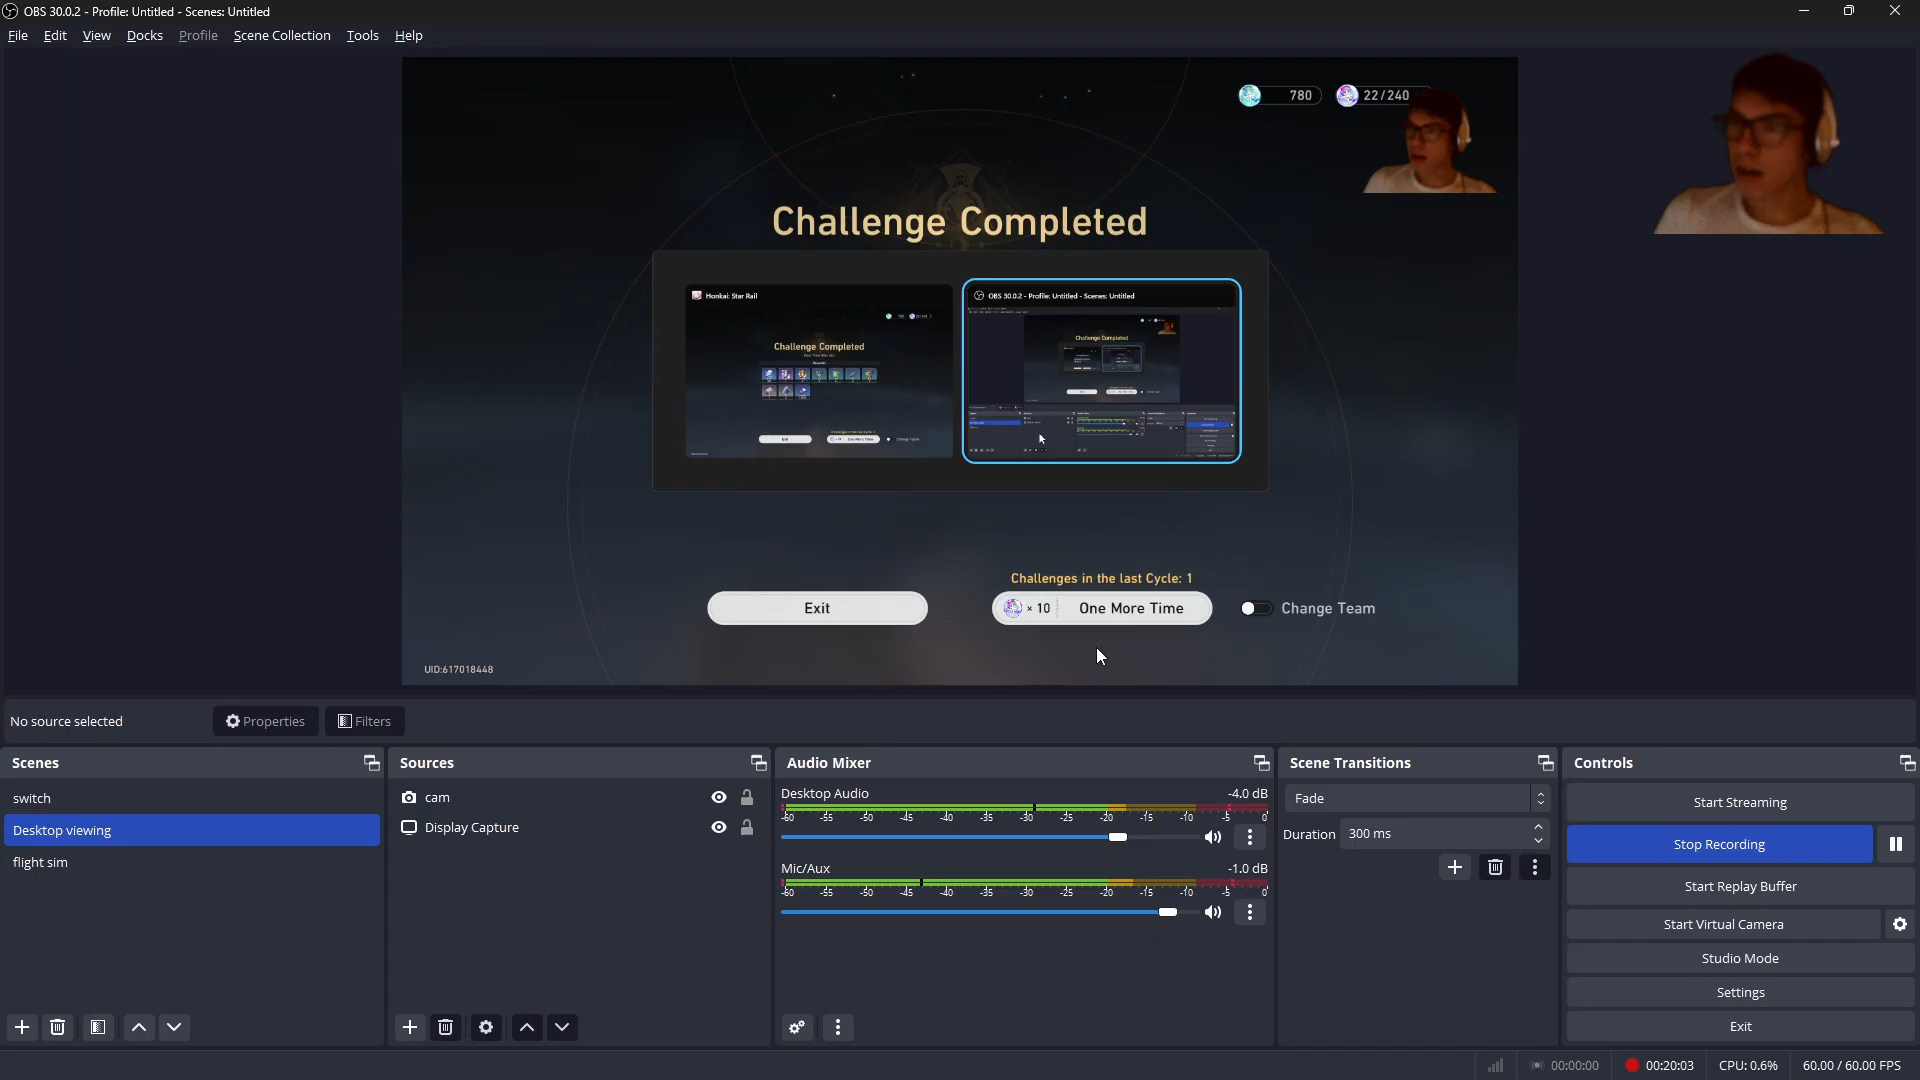 OBS 30.0.2 - Profile: Untitled - Scenes: Untitled
File Edit View Docks Profile Scene Collection Tools Help
780 22/240
Challenge Completed
Honkai: Star Rail
OBS 30.0.2 - Profile: Untitled - Scenes: Untitled
Challenge Completed
Challenge Completed
Exit
One More Time
Change Team
Challenges in the last Cycle: 1
Exit
× 10 One More Time
Change Team
UID:617018448
No source selected Properties Filters
Scenes
switch
Desktop viewing
flight sim
Sources
cam
Display Capture
Audio Mixer
Desktop Audio -4.0 dB
-60 -55 -50 -45 -40 -35 -30 -25 -20 -15 -10 -5 0
Mic/Aux -1.0 dB
-60 -55 -50 -45 -40 -35 -30 -25 -20 -15 -10 -5 0
Scene Transitions
Fade
Duration 300 ms
Controls
Start Streaming
Stop Recording
Start Replay Buffer
Start Virtual Camera
Studio Mode
Settings
Exit
00:00:00 00:20:03 CPU: 0.6% 60.00 / 60.00 FPS